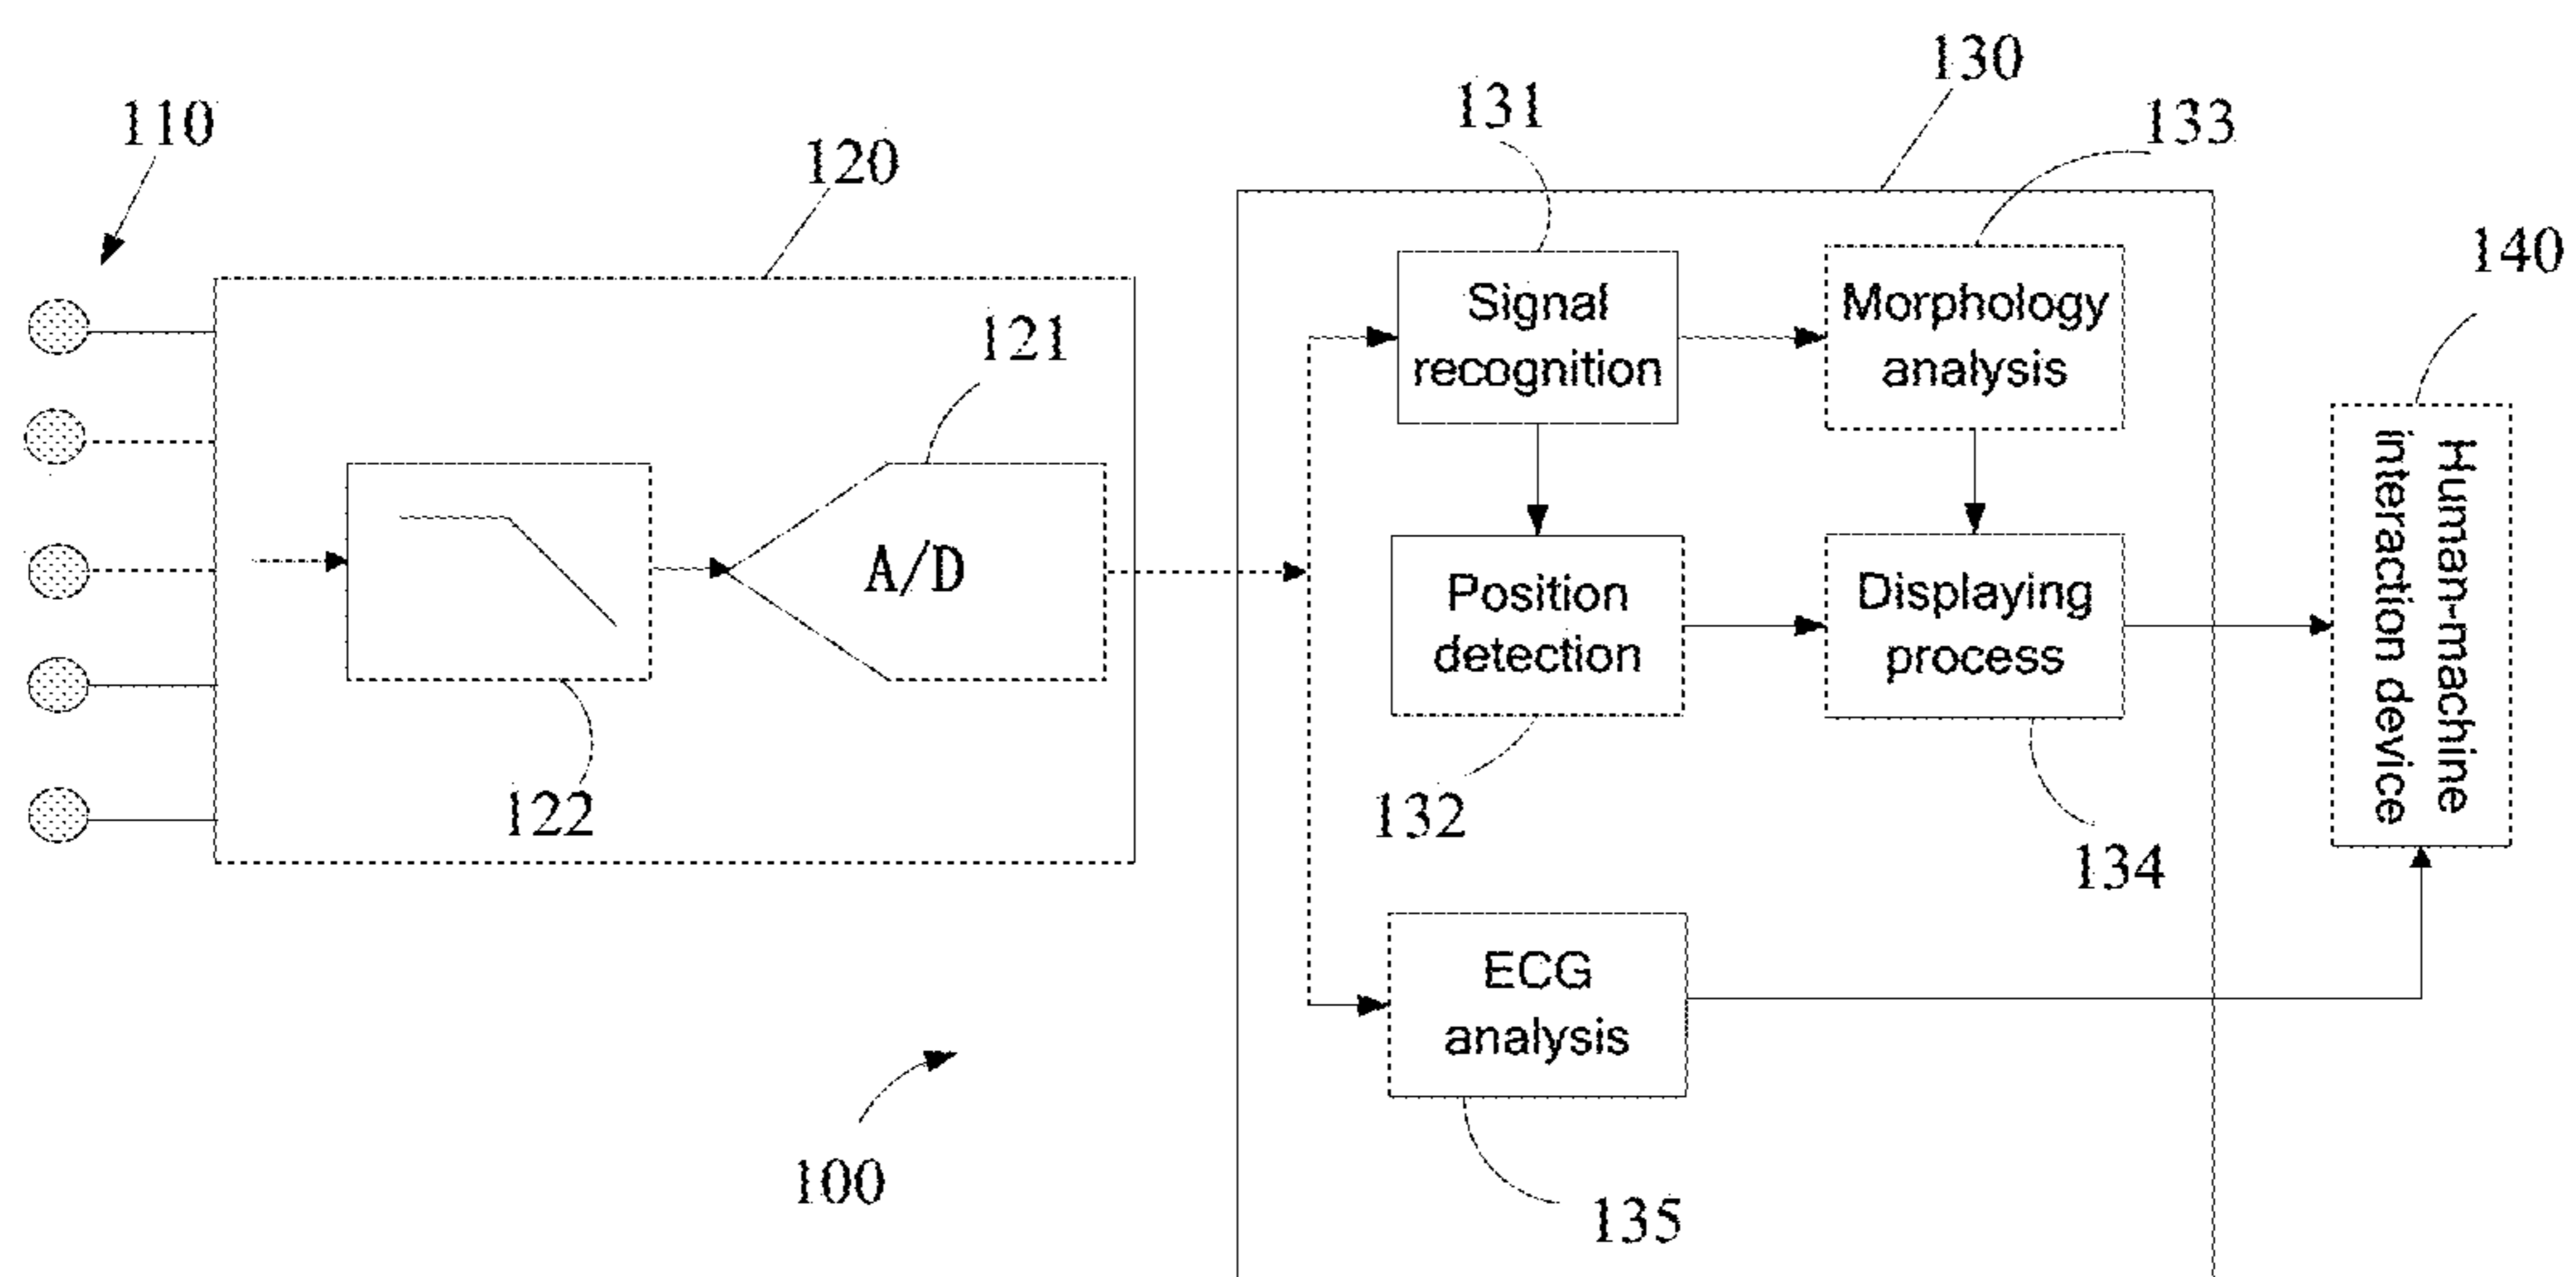 130
131
133
110
120
140
121
Signal
recognition
Morphology
analysis
A/D
Position
detection
Displaying
process
Human-machine
interaction device
122
132
134
ECG
analysis
100
135